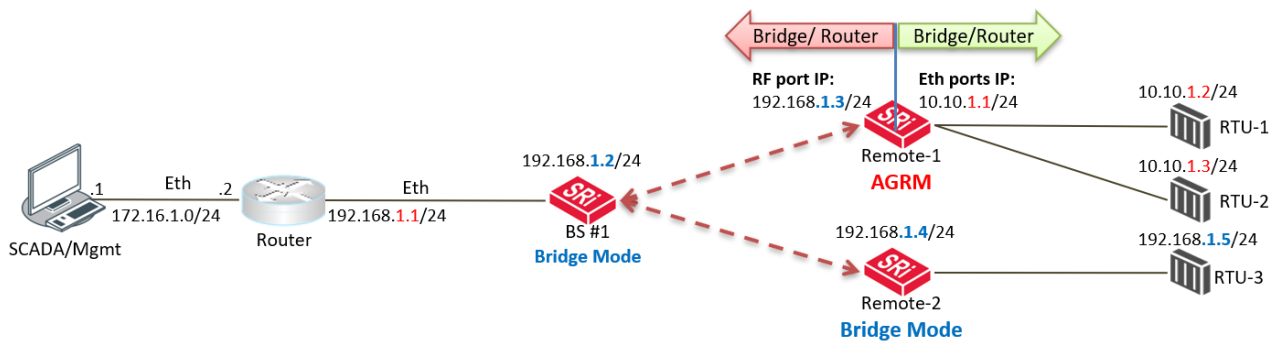 Bridge/ Router
Bridge/Router
RF port IP:
192.168.1.3/24
Eth ports IP:
10.10.1.1/24
10.10.1.2/24
SRi
RTU-1
Remote-1
AGRM
192.168.1.2/24
10.10.1.3/24
.1
Eth
.2
Eth
SRi
RTU-2
172.16.1.0/24
192.168.1.1/24
BS #1
192.168.1.4/24
192.168.1.5/24
SCADA/Mgmt
Router
Bridge Mode
SRi
RTU-3
Remote-2
Bridge Mode